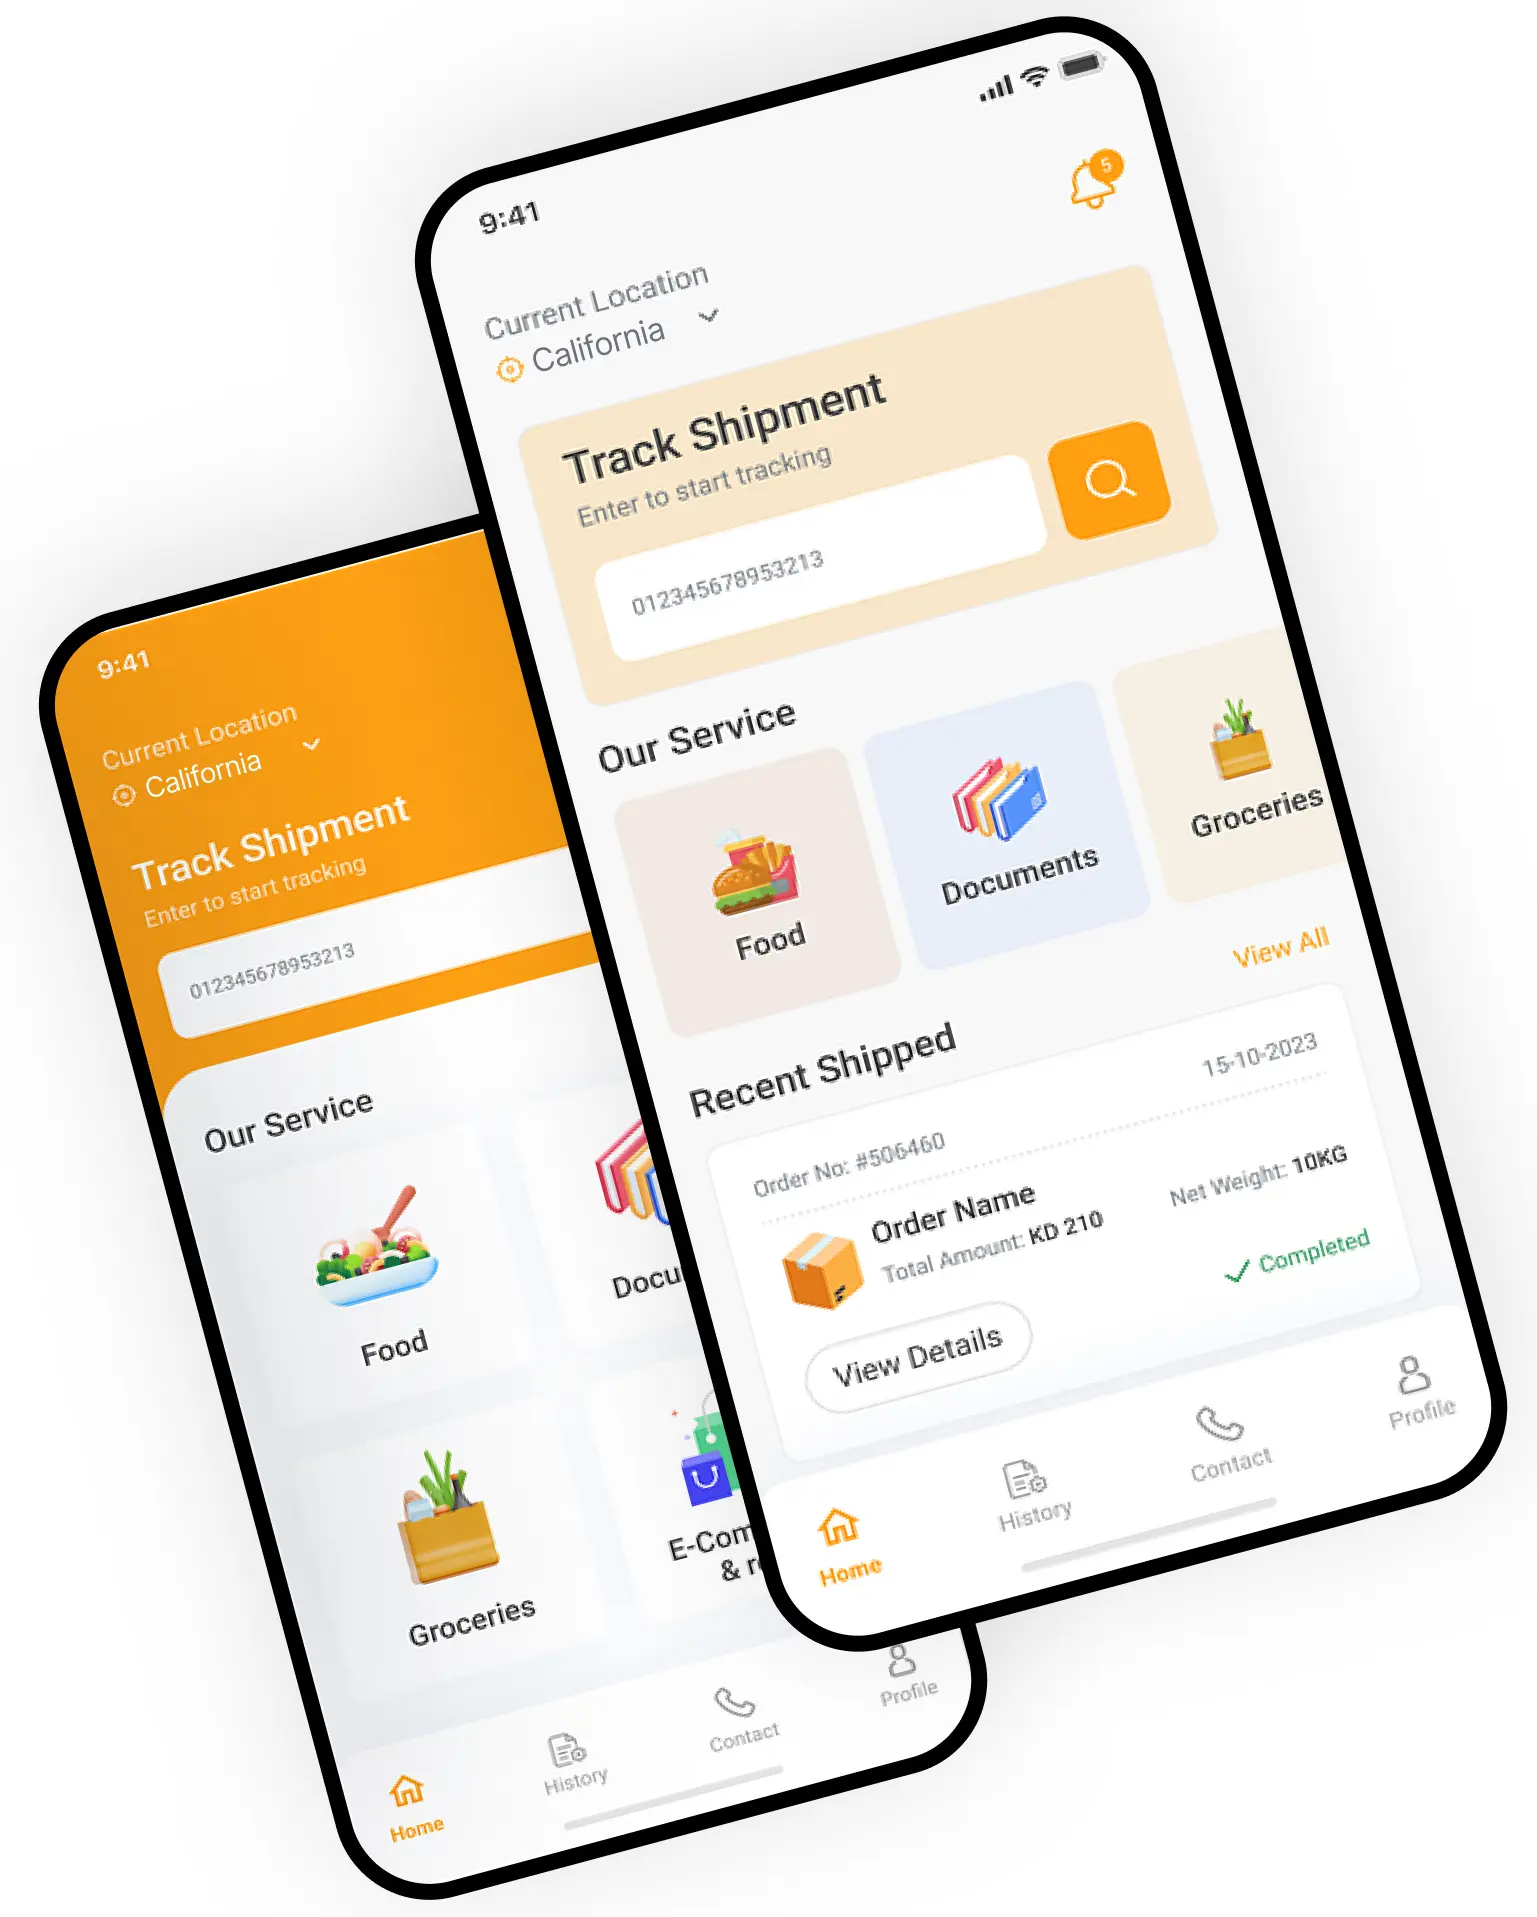 9:41
5
Current Location
California
Track Shipment
Enter to start tracking
012345678953213
Our Service
Food
Documents
Groceries
View All
Recent Shipped
Order No: #506460
15-10-2023
Order Name
Total Amount: KD 210
Net Weight: 10KG
Completed
View Details
Home
History
Contact
Profile
9:41
Current Location
California
Track Shipment
Enter to start tracking
012345678953213
Our Service
Food
Docu
Groceries
E-Com
&
Home
History
Contact
Profile